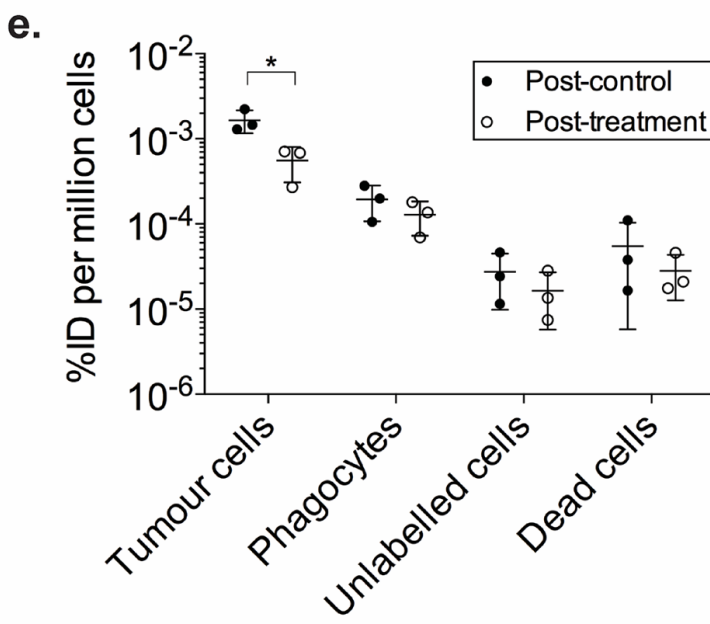 e.
*
Post-control
Post-treatment
%ID per million cells
10-2
10-3
10-4
10-5
10-6
Tumour cells
Phagocytes
Unlabelled cells
Dead cells